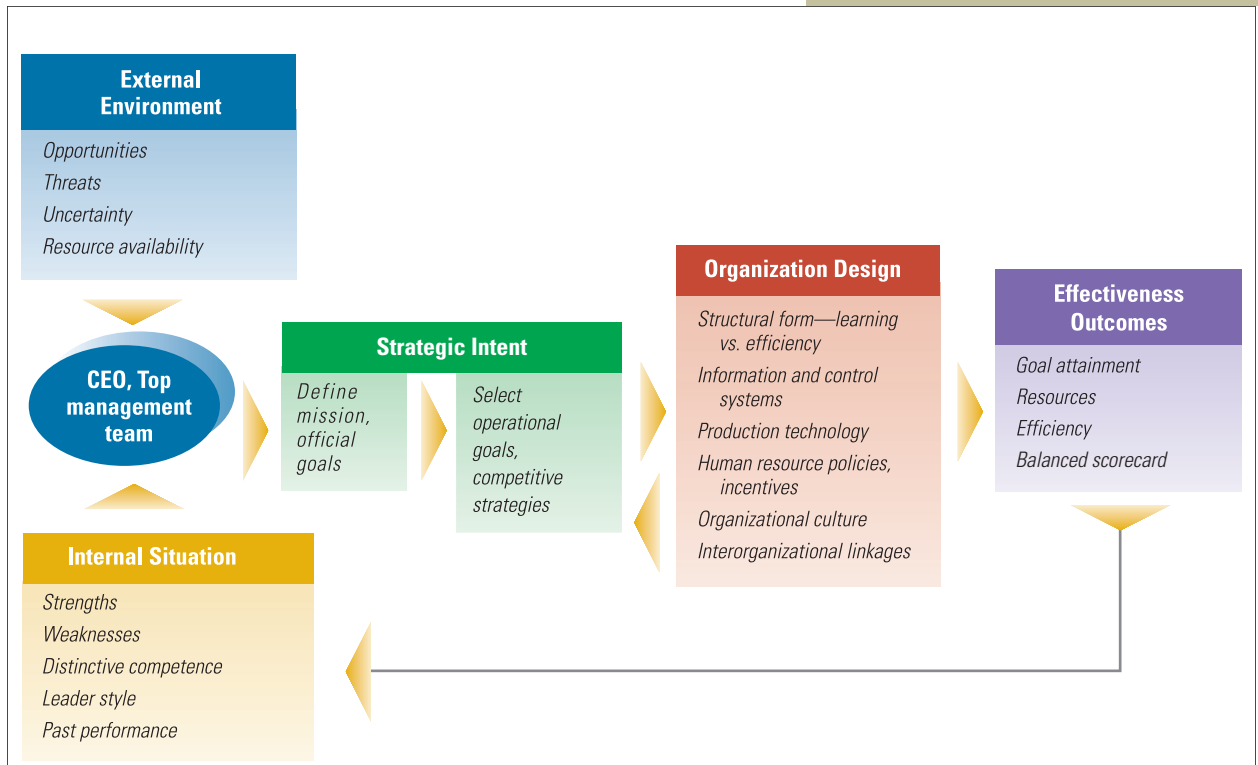 External
Environment
Opportunities
Threats
Uncertainty
Resource availability
CEO, Top
management
team
Internal Situation
Strengths
Weaknesses
Distinctive competence
Leader style
Past performance
Strategic Intent
Define
mission,
official
goals
Select
operational
goals,
competitive
strategies
Organization Design
Structural form—learning
vs. efficiency
Information and control
systems
Production technology
Human resource policies,
incentives
Organizational culture
Interorganizational linkages
Effectiveness
Outcomes
Goal attainment
Resources
Efficiency
Balanced scorecard